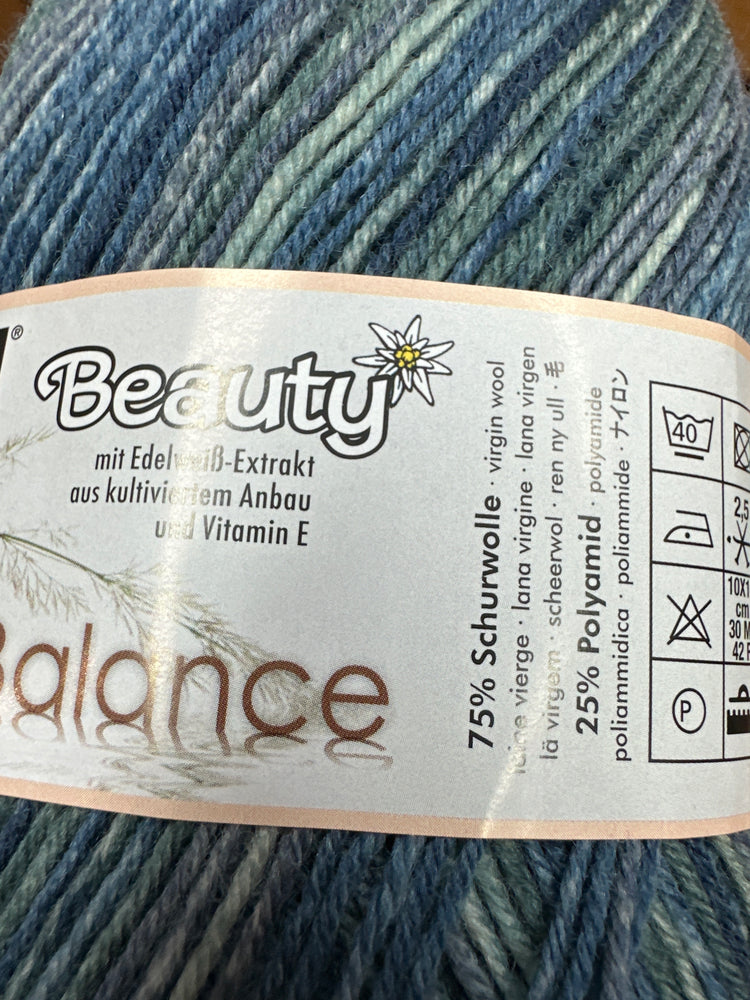 ®
Beauty
mit Edelweiß-Extrakt
aus kultiviertem Anbau
und Vitamin E
Balance
75% Schurwolle · virgin wool
laine vierge · lana virgine · lana virgen
lã virgem · scheerwol · ren ny ull · 毛
25% Polyamid · polyamide
poliammidica · poliammide · ナイロン
40
P
2,5
10X1
cm
30 M
42 R